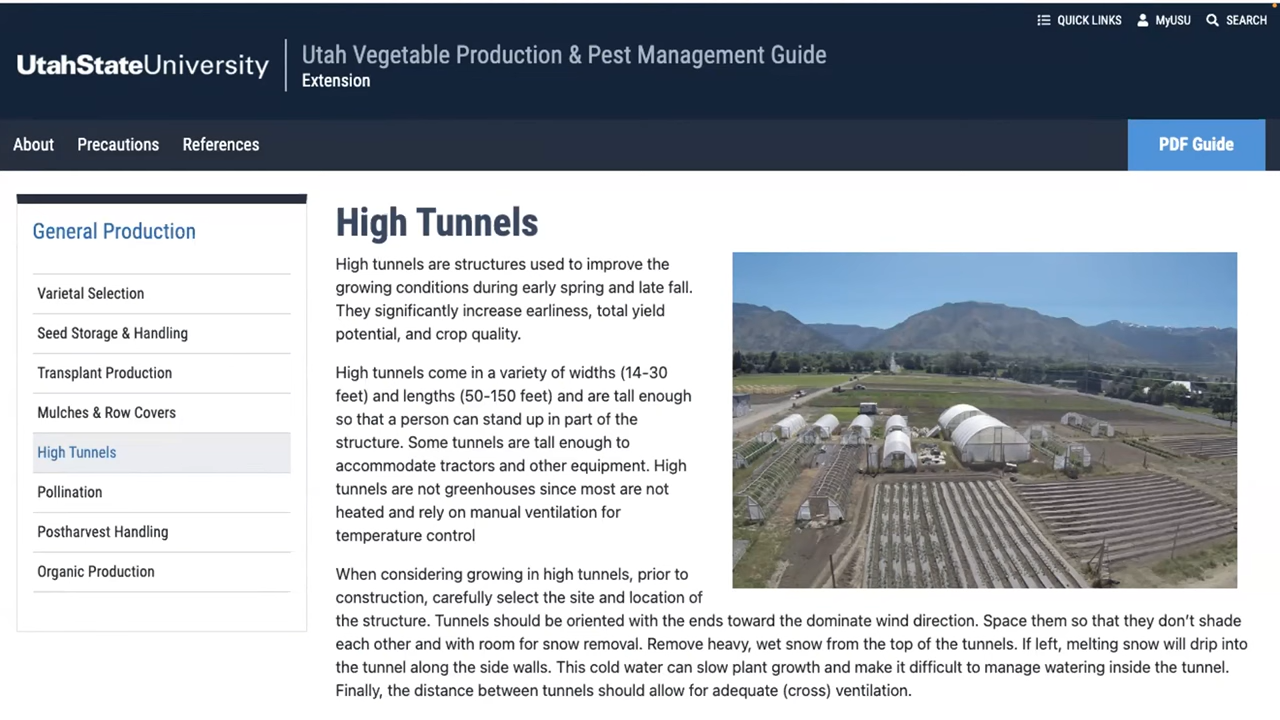 QUICK LINKS MyUSU SEARCH
UtahStateUniversity
Utah Vegetable Production & Pest Management Guide
Extension
About Precautions References
PDF Guide
General Production
Varietal Selection
Seed Storage & Handling
Transplant Production
Mulches & Row Covers
High Tunnels
Pollination
Postharvest Handling
Organic Production
High Tunnels
High tunnels are structures used to improve the
growing conditions during early spring and late fall.
They significantly increase earliness, total yield
potential, and crop quality.
High tunnels come in a variety of widths (14-30
feet) and lengths (50-150 feet) and are tall enough
so that a person can stand up in part of the
structure. Some tunnels are tall enough to
accommodate tractors and other equipment. High
tunnels are not greenhouses since most are not
heated and rely on manual ventilation for
temperature control
When considering growing in high tunnels, prior to
construction, carefully select the site and location of
the structure. Tunnels should be oriented with the ends toward the dominate wind direction. Space them so that they don’t shade
each other and with room for snow removal. Remove heavy, wet snow from the top of the tunnels. If left, melting snow will drip into
the tunnel along the side walls. This cold water can slow plant growth and make it difficult to manage watering inside the tunnel.
Finally, the distance between tunnels should allow for adequate (cross) ventilation.